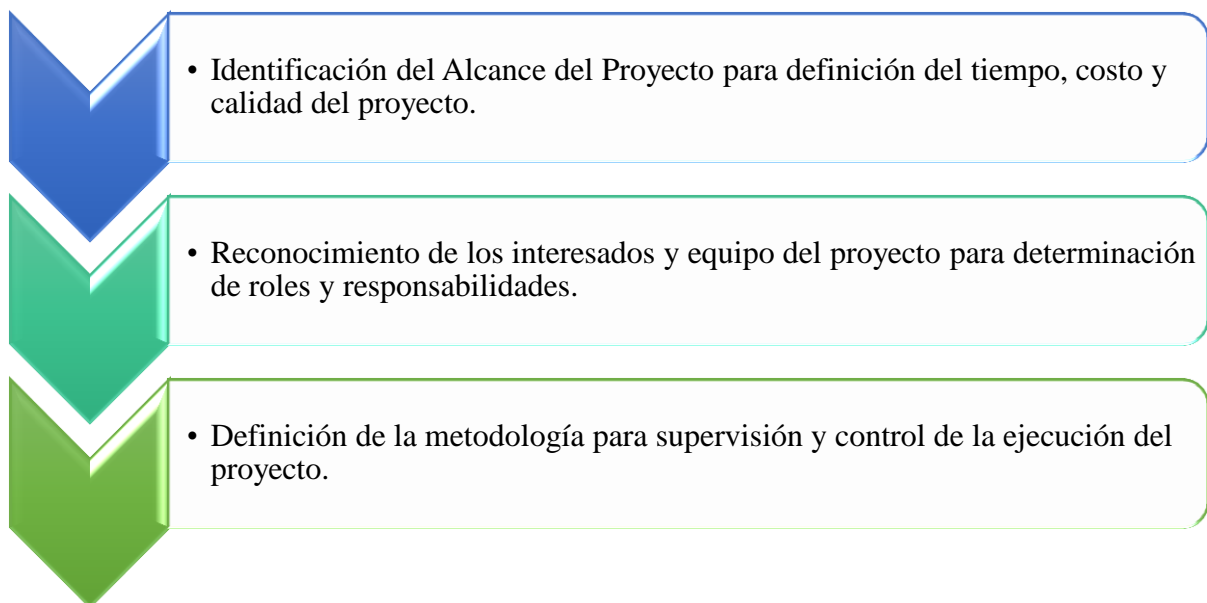 • Identificación del Alcance del Proyecto para definición del tiempo, costo y
calidad del proyecto.
• Reconocimiento de los interesados y equipo del proyecto para determinación
de roles y responsabilidades.
• Definición de la metodología para supervisión y control de la ejecución del
proyecto.